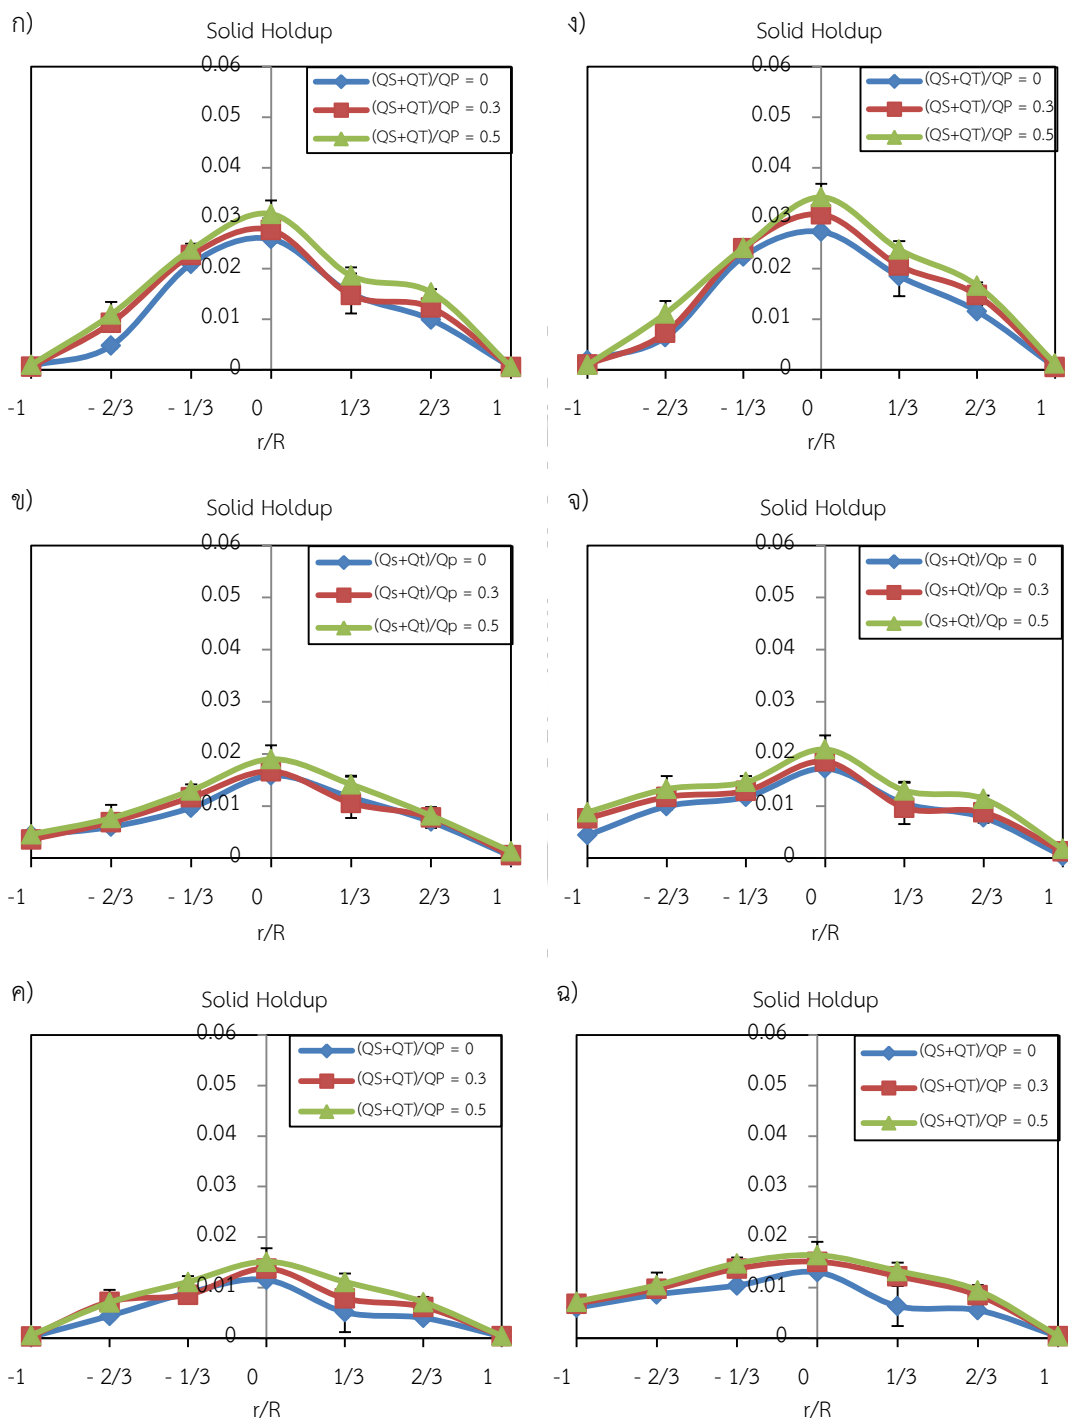 ก)
Solid Holdup
0.06
(QS+QT)/QP = 0
(QS+QT)/QP = 0.3
(QS+QT)/QP = 0.5
0.05
0.04
0.03
0.02
0.01
0
-1 - 2/3 - 1/3 0 1/3 2/3 1
r/R
ง)
Solid Holdup
0.06
(QS+QT)/QP = 0
(QS+QT)/QP = 0.3
(QS+QT)/QP = 0.5
0.05
0.04
0.03
0.02
0.01
0
-1 - 2/3 - 1/3 0 1/3 2/3 1
r/R
ข)
Solid Holdup
0.06
(Qs+Qt)/Qp = 0
(Qs+Qt)/Qp = 0.3
(Qs+Qt)/Qp = 0.5
0.05
0.04
0.03
0.02
0.01
0
-1 - 2/3 - 1/3 0 1/3 2/3 1
r/R
จ)
Solid Holdup
0.06
(Qs+Qt)/Qp = 0
(Qs+Qt)/Qp = 0.3
(Qs+Qt)/Qp = 0.5
0.05
0.04
0.03
0.02
0.01
0
-1 - 2/3 - 1/3 0 1/3 2/3 1
r/R
ค)
Solid Holdup
0.06
(QS+QT)/QP = 0
(QS+QT)/QP = 0.3
(QS+QT)/QP = 0.5
0.05
0.04
0.03
0.02
0.01
0
-1 - 2/3 - 1/3 0 1/3 2/3 1
r/R
ฉ)
Solid Holdup
0.06
(QS+QT)/QP = 0
(QS+QT)/QP = 0.3
(QS+QT)/QP = 0.5
0.05
0.04
0.03
0.02
0.01
0
-1 - 2/3 - 1/3 0 1/3 2/3 1
r/R